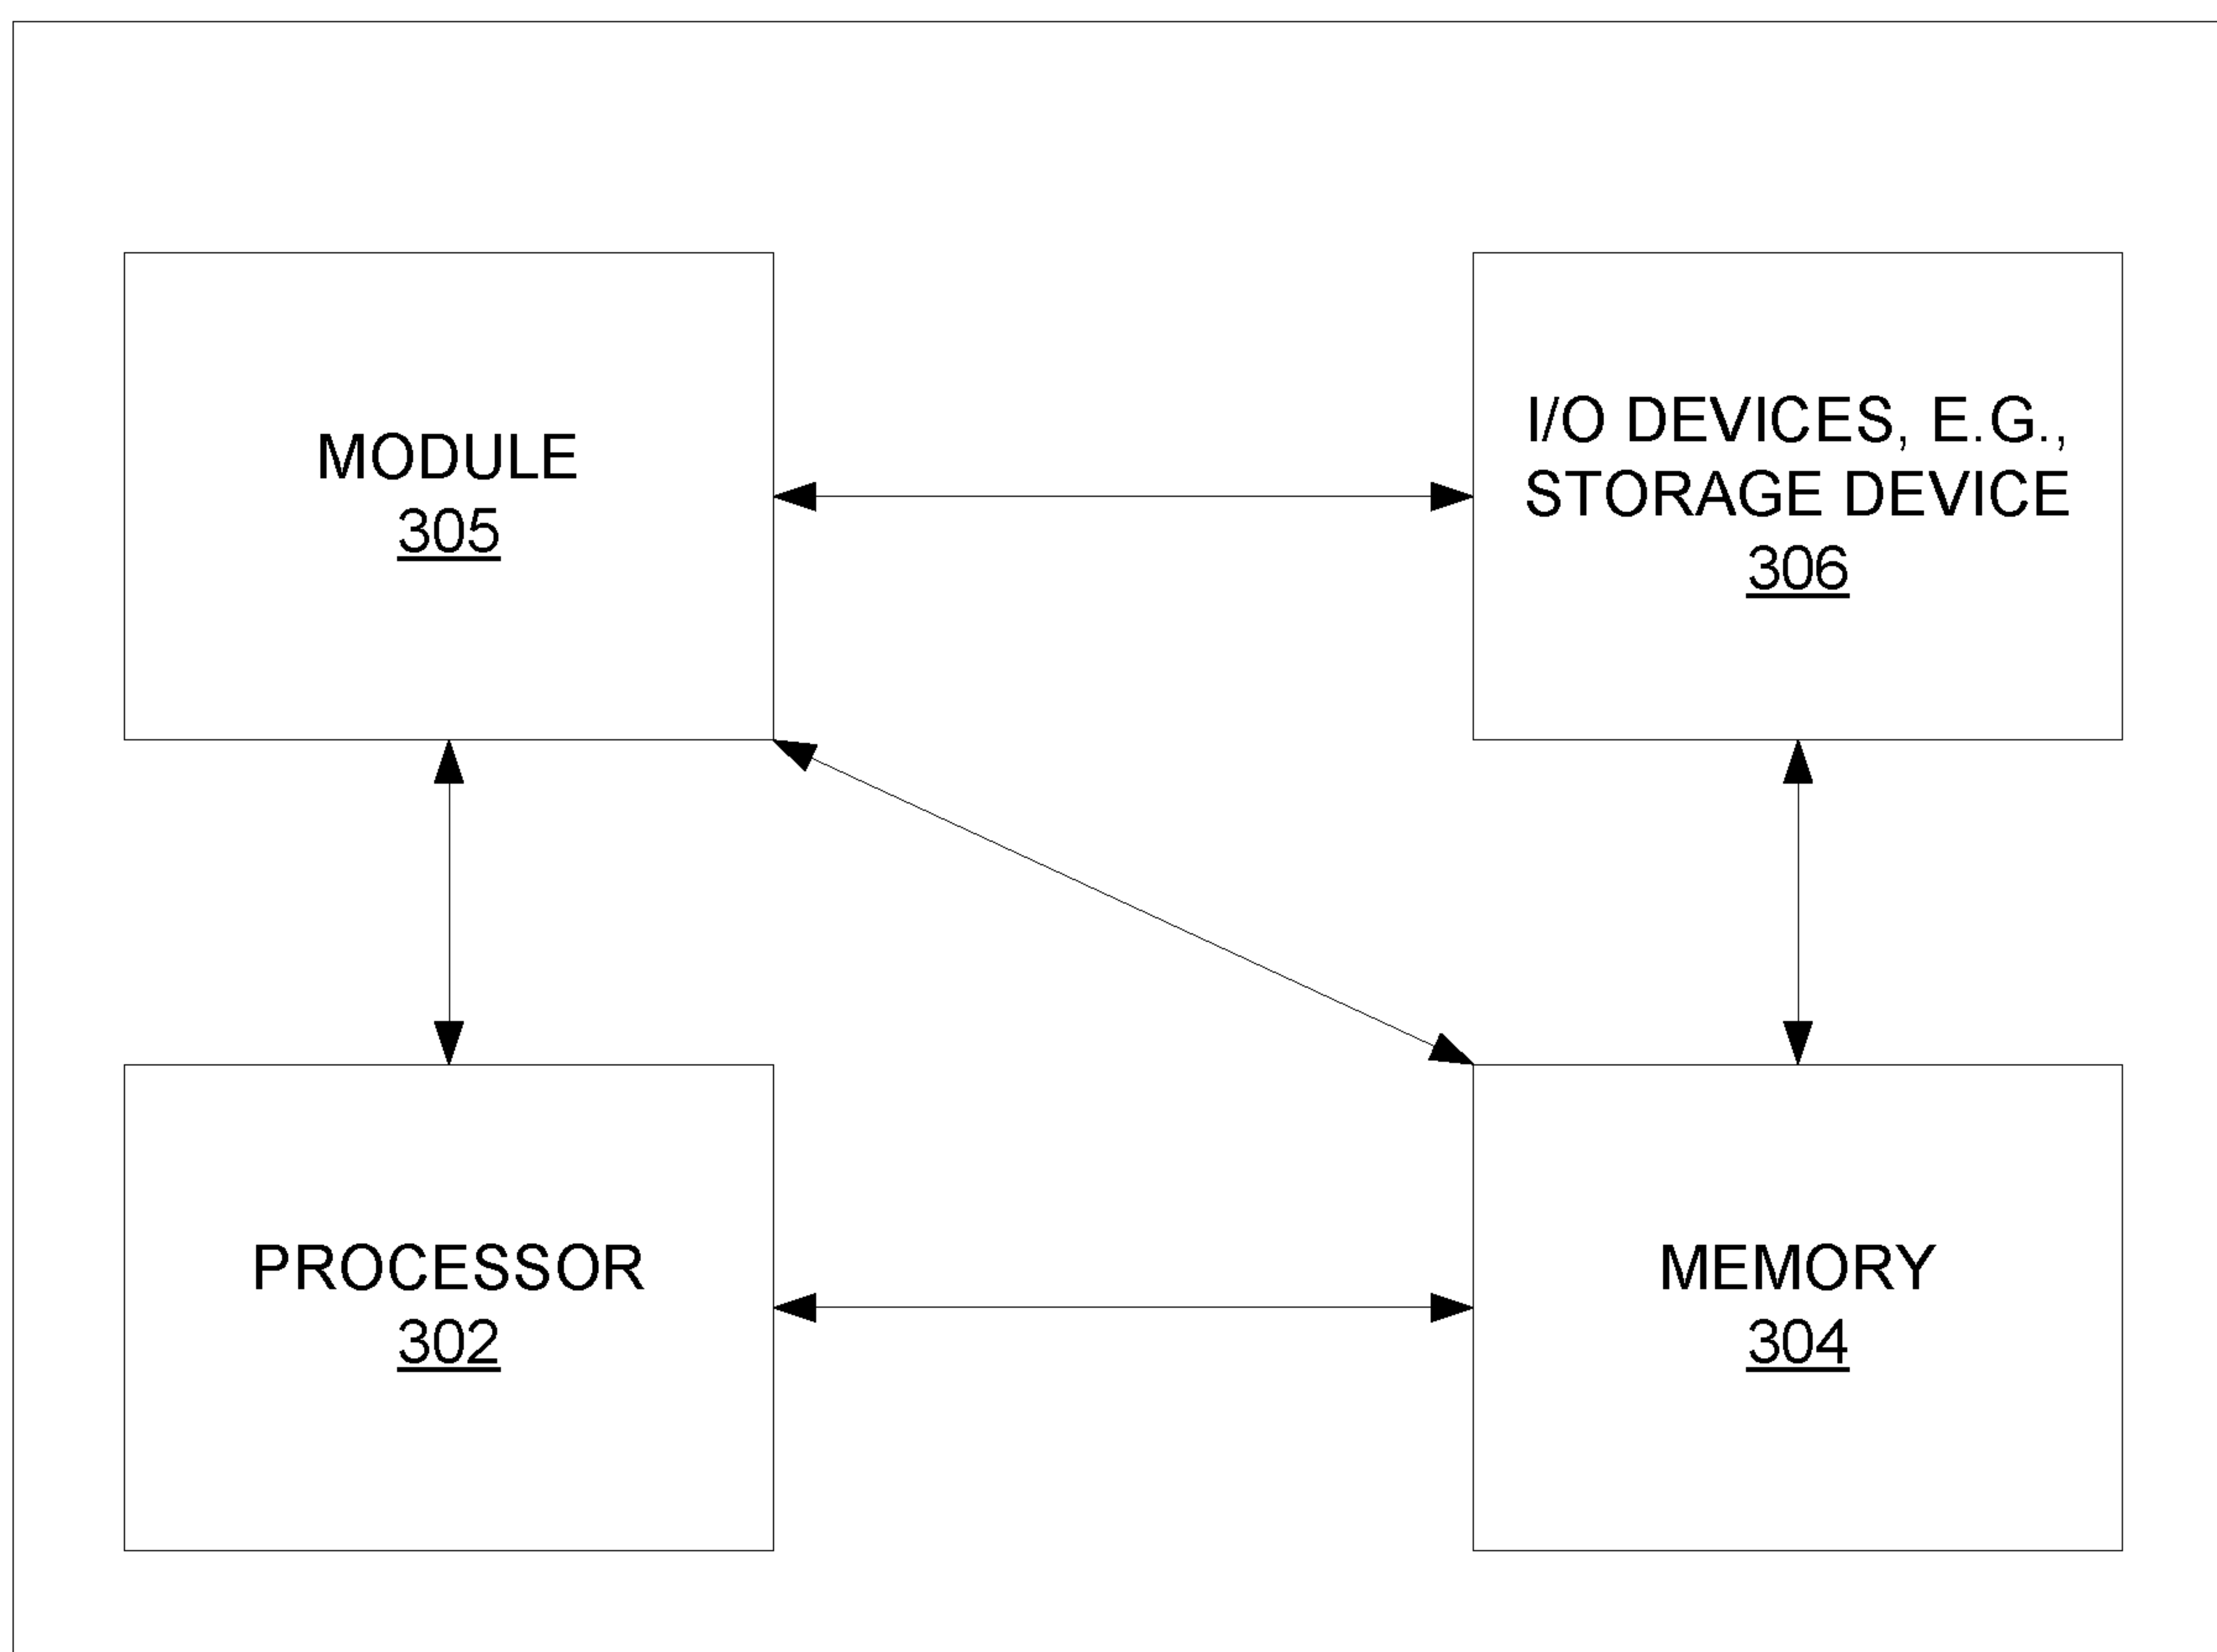 MODULE
305
I/O DEVICES, E.G.,
STORAGE DEVICE
306
PROCESSOR
302
MEMORY
304